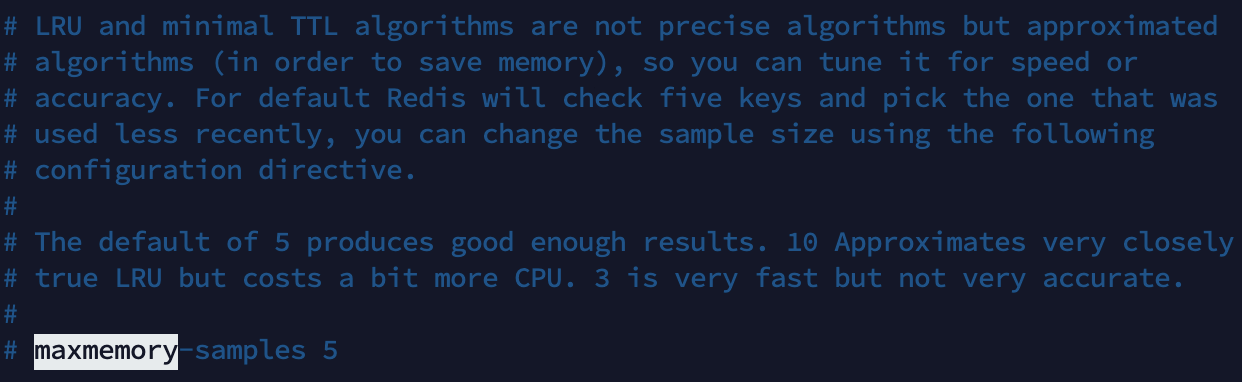 # LRU and minimal TTL algorithms are not precise algorithms but approximated
# algorithms (in order to save memory), so you can tune it for speed or
# accuracy. For default Redis will check five keys and pick the one that was
# used less recently, you can change the sample size using the following
# configuration directive.
#
# The default of 5 produces good enough results. 10 Approximates very closely
# true LRU but costs a bit more CPU. 3 is very fast but not very accurate.
#
# maxmemory-samples 5